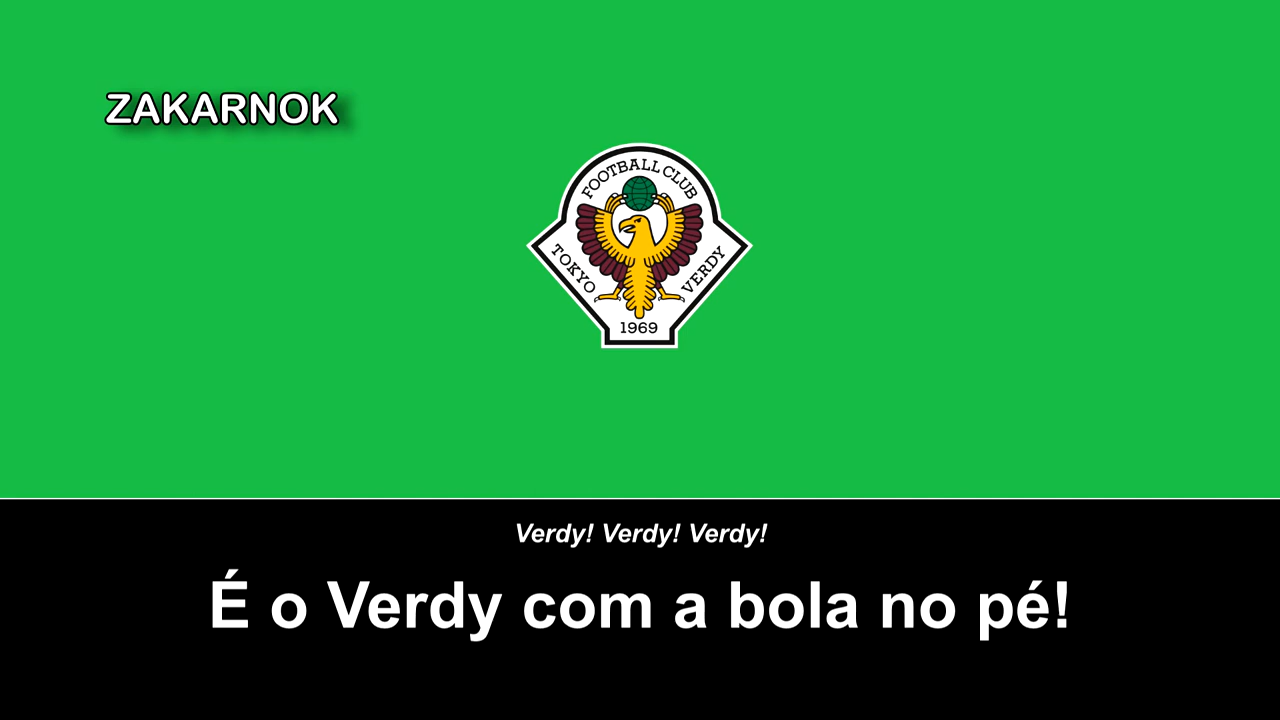 ZAKARNOK
FOOTBALL CLUB
TOKYO VERDY
1969
Verdy! Verdy! Verdy!
É o Verdy com a bola no pé!